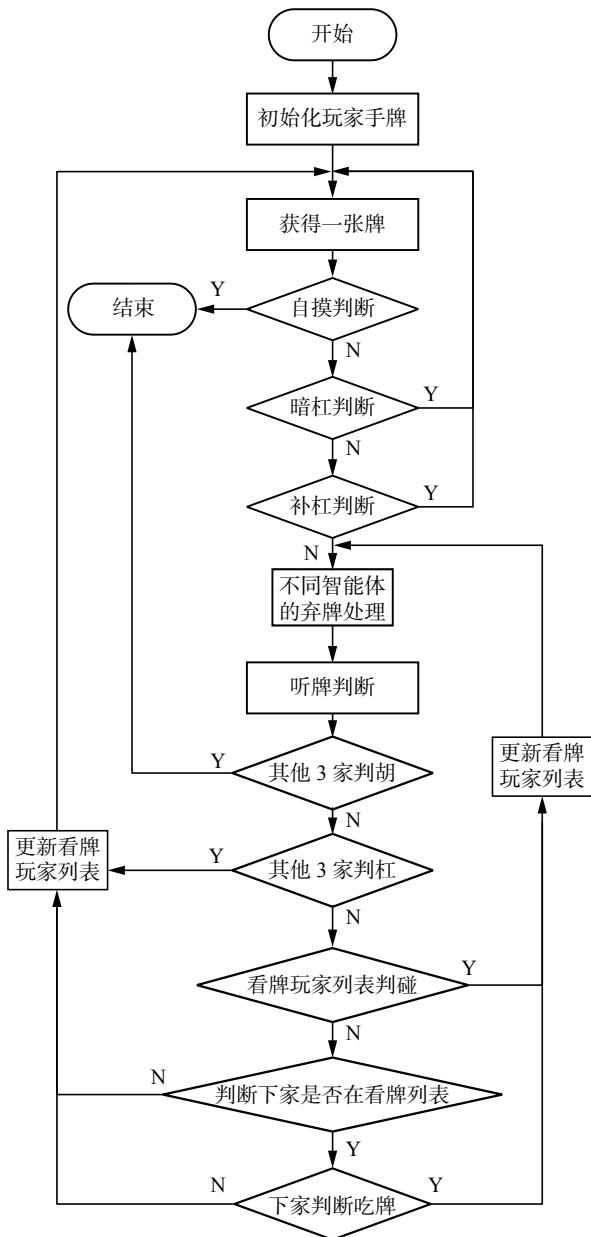 开始
初始化玩家手牌
获得一张牌
Y
结束
自摸判断
N
暗杠判断
Y
N
补杠判断
Y
N
不同智能体
的弃牌处理
听牌判断
Y
其他 3 家判胡
更新看牌
玩家列表
N
更新看牌
玩家列表
Y
其他 3 家判杠
N
看牌玩家列表判碰
Y
N
N
判断下家是否在看牌列表
Y
N
下家判断吃牌
Y